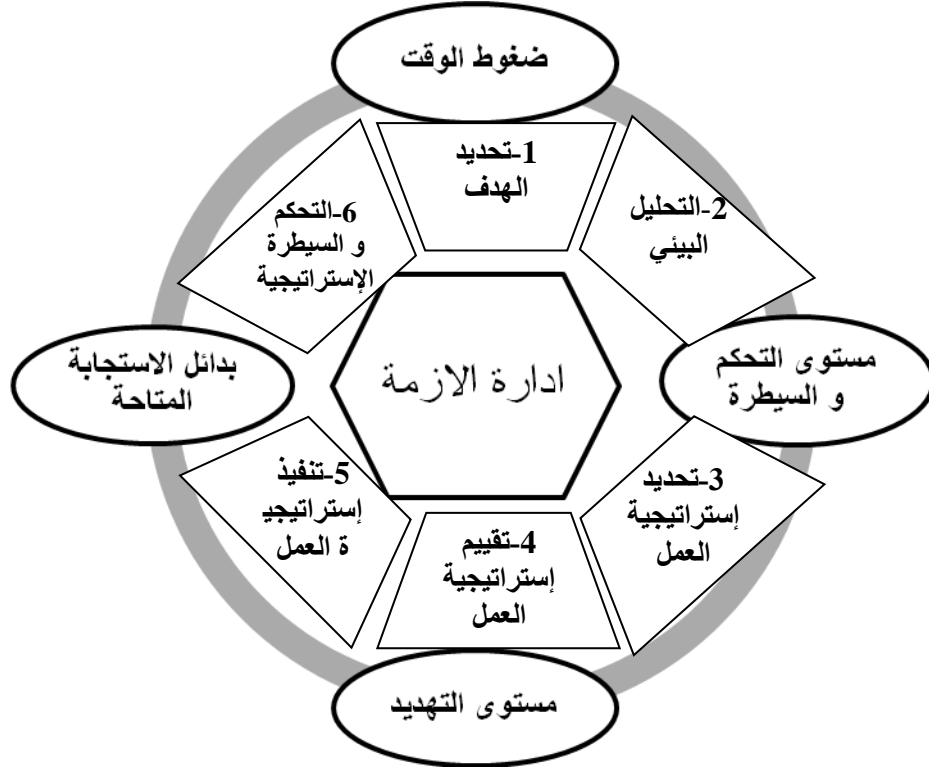 ضغوط الوقت
1-تحديد
الهدف
2-التحليل
البيئي
6-التحكم
و السيطرة
الإستراتيجية
مستوى التحكم
و السيطرة
ادارة الازمة
بدائل الاستجابة
المتاحة
3-تحديد
إستراتيجية
العمل
4-تقييم
إستراتيجية
العمل
5-تنفيذ
إستراتيجي
ة العمل
مستوى التهديد